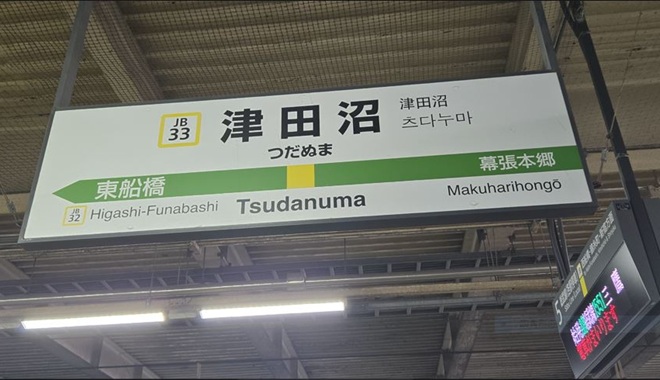 JB
33
津田沼
つだぬま
津田沼
츠다누마
東船橋
幕張本郷
JB
32
Higashi-Funabashi
Tsudanuma
Makuharihongō
5